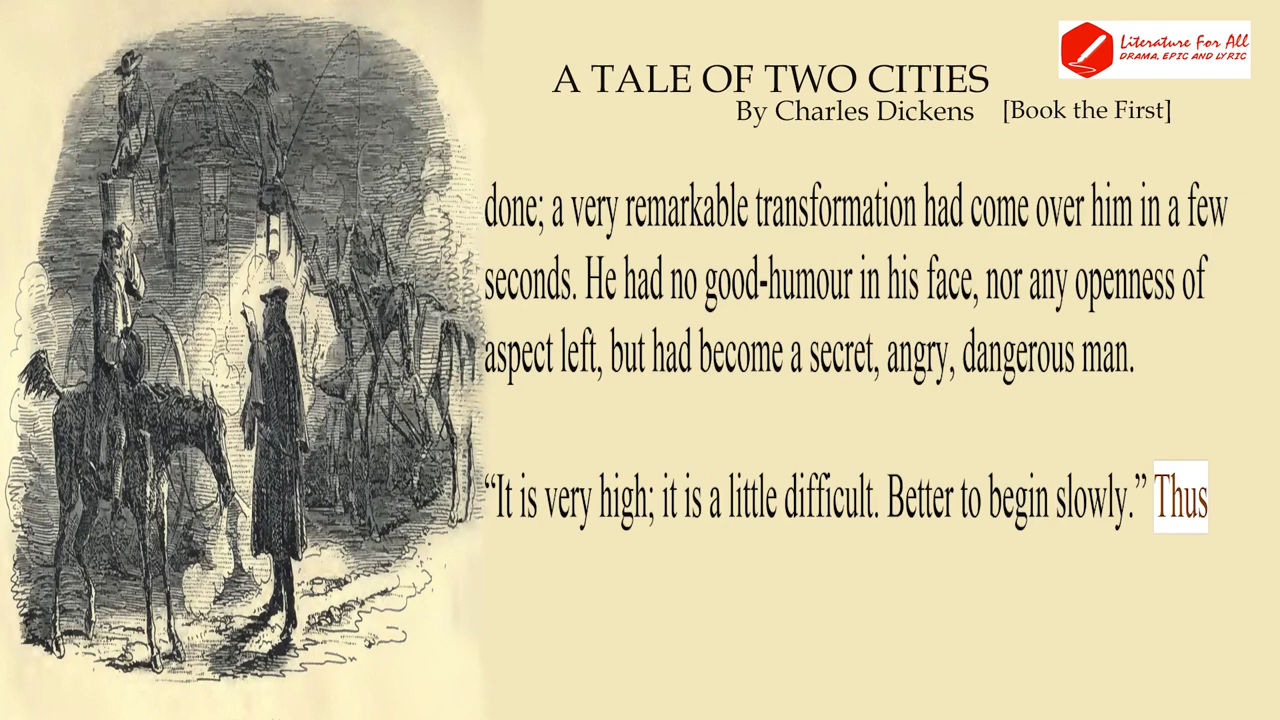 Literature For All
DRAMA, EPIC AND LYRIC
A TALE OF TWO CITIES
By Charles Dickens [Book the First]
done; a very remarkable transformation had come over him in a few
seconds. He had no good-humour in his face, nor any openness of
aspect left, but had become a secret, angry, dangerous man.
“It is very high; it is a little difficult. Better to begin slowly.” Thus